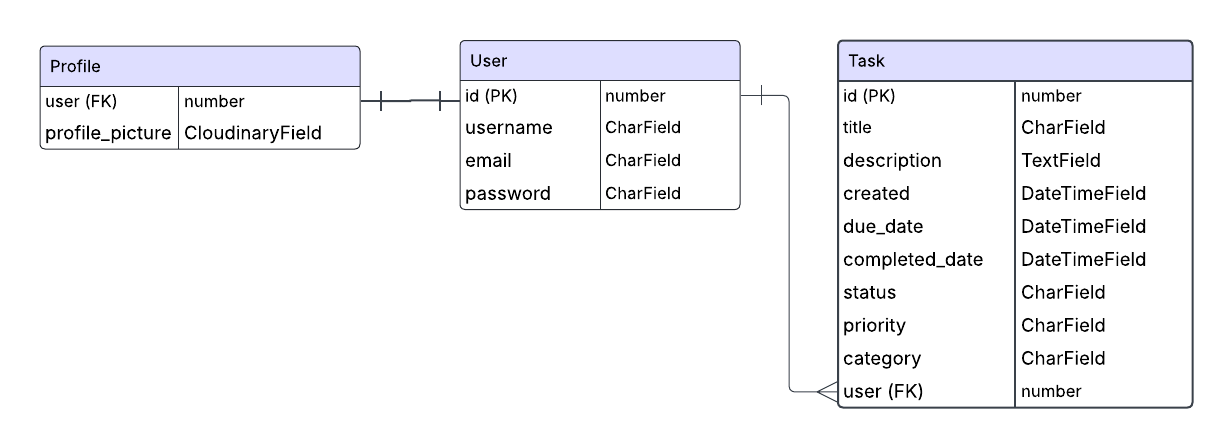 Profile
user (FK) number
profile_picture CloudinaryField
User
id (PK) number
username CharField
email CharField
password CharField
Task
id (PK) number
title CharField
description TextField
created DateTimeField
due_date DateTimeField
completed_date DateTimeField
status CharField
priority CharField
category CharField
user (FK) number